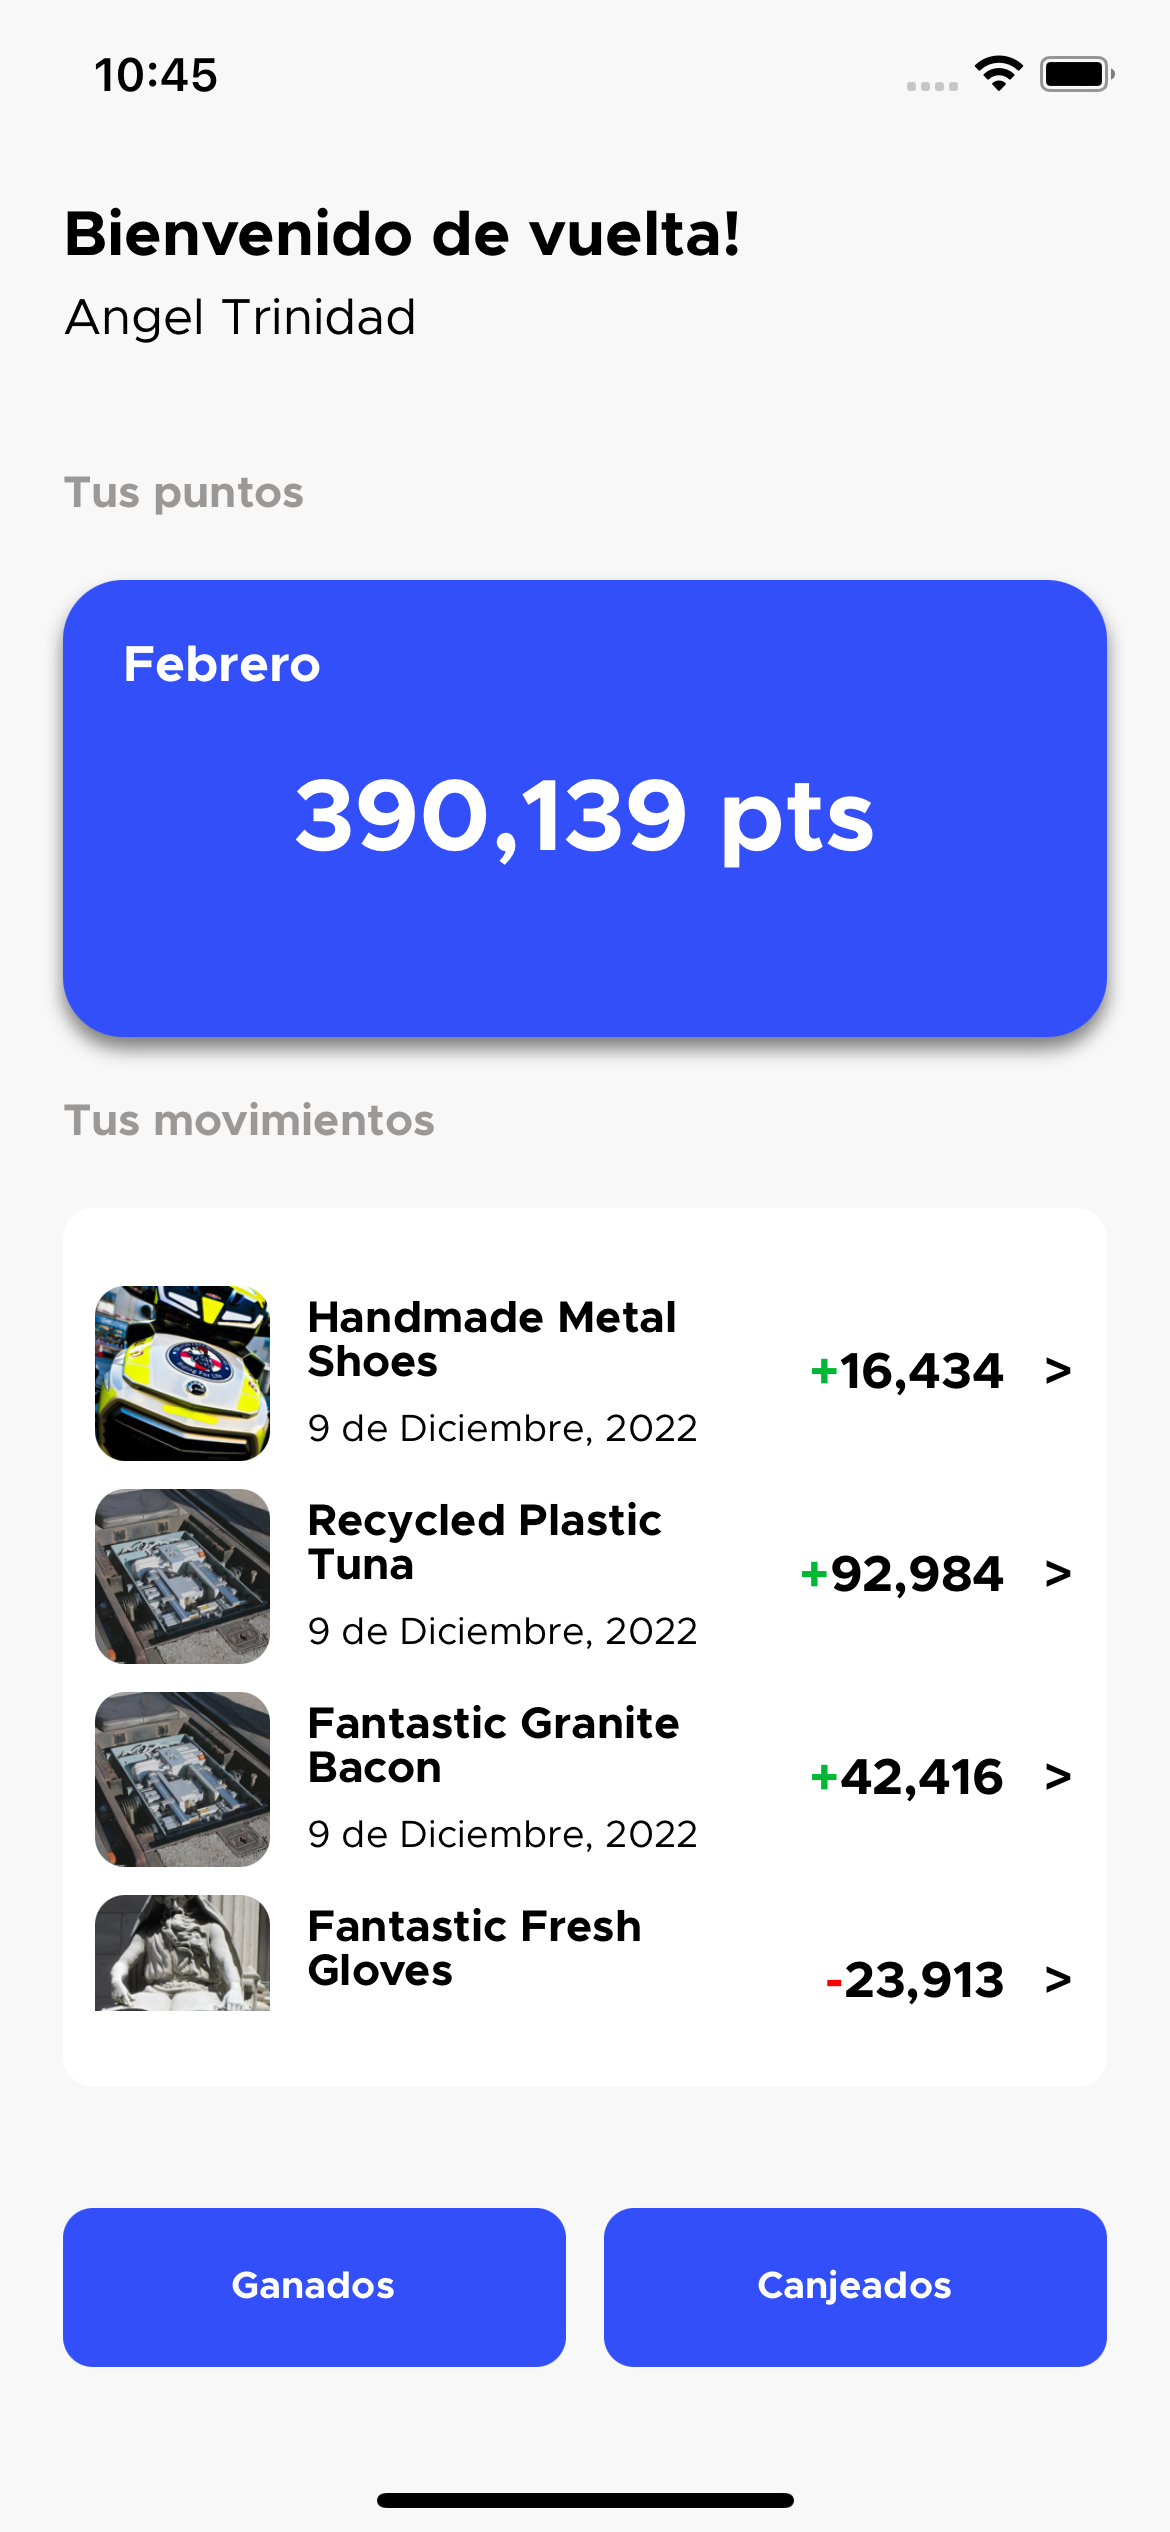 10:45
Bienvenido de vuelta!
Angel Trinidad
Tus puntos
Febrero
390,139 pts
Tus movimientos
Handmade Metal
Shoes
+16,434 >
9 de Diciembre, 2022
Recycled Plastic
Tuna
+92,984 >
9 de Diciembre, 2022
Fantastic Granite
Bacon
+42,416 >
9 de Diciembre, 2022
Fantastic Fresh
Gloves
-23,913 >
Ganados
Canjeados